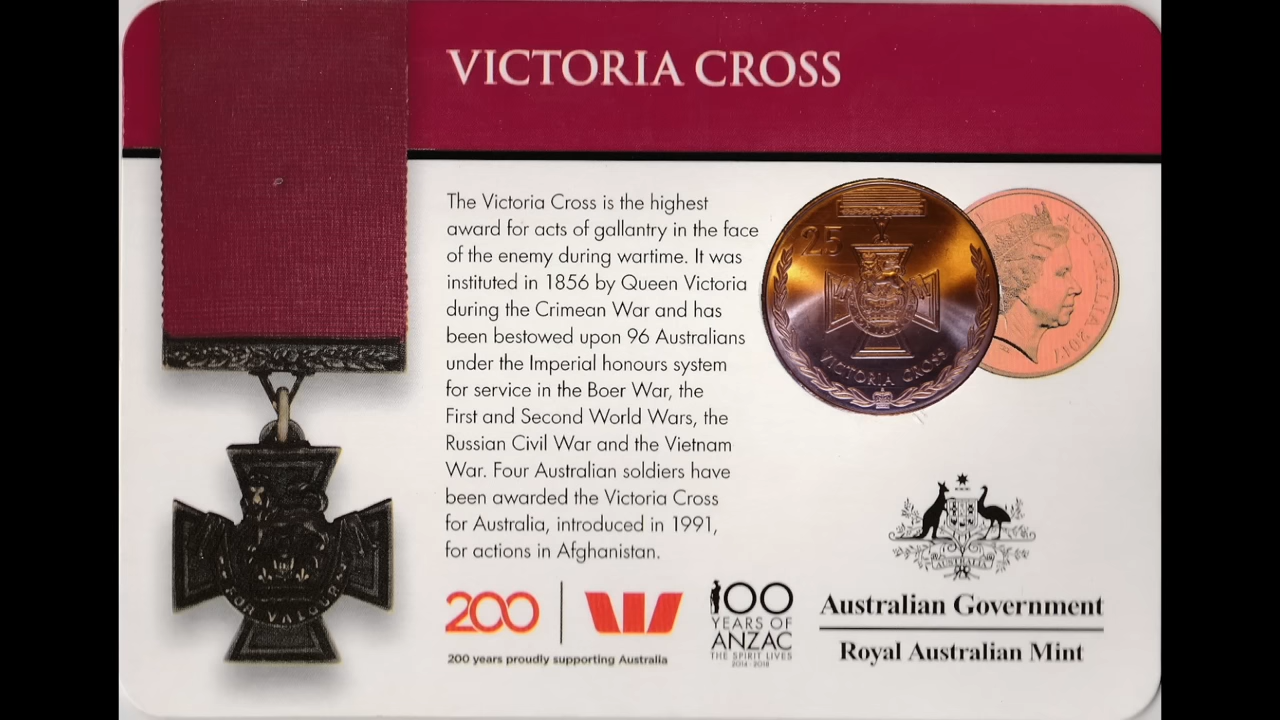 VICTORIA CROSS
The Victoria Cross is the highest
award for acts of gallantry in the face
of the enemy during wartime. It was
instituted in 1856 by Queen Victoria
during the Crimean War and has
been bestowed upon 96 Australians
under the Imperial honours system
for service in the Boer War, the
First and Second World Wars, the
Russian Civil War and the Vietnam
War. Four Australian soldiers have
been awarded the Victoria Cross
for Australia, introduced in 1991,
for actions in Afghanistan.
25
VICTORIA CROSS
AUSTRALIA 2017
FOR VALOUR
AUSTRALIA
200
200 years proudly supporting Australia
100
YEARS OF
ANZAC
THE SPIRIT LIVES
2014 - 2018
Australian Government
Royal Australian Mint